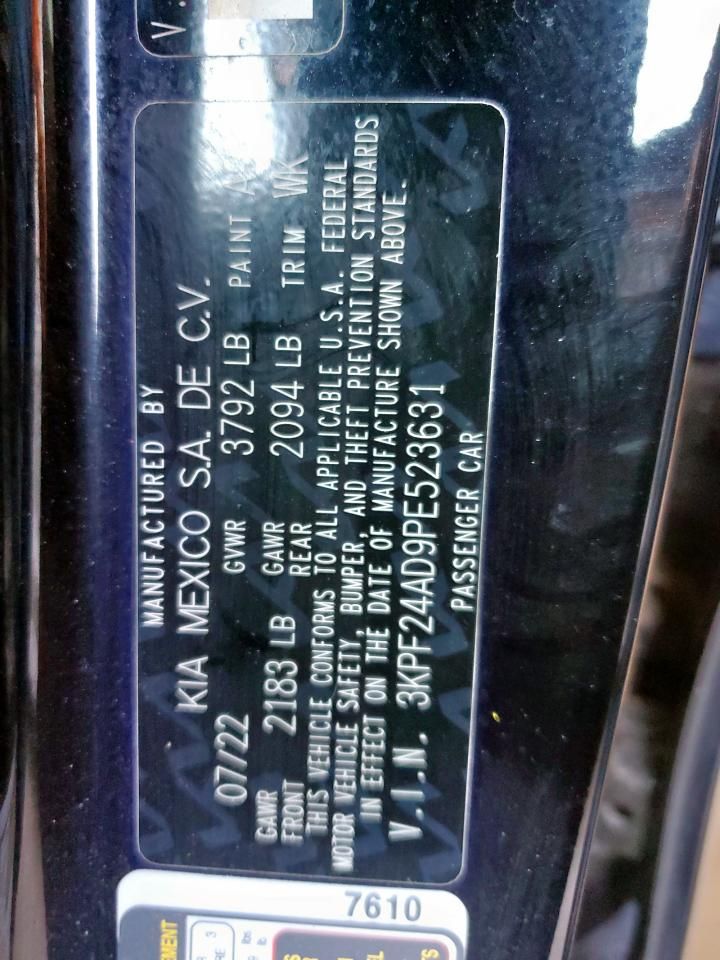 V.
MANUFACTURED BY
KIA MEXICO S.A. DE C.V.
07/22 GVWR 3792 LB PAINT A
GAWR FRONT 2183 LB GAWR REAR 2094 LB TRIM WK
THIS VEHICLE CONFORMS TO ALL APPLICABLE U.S.A. FEDERAL
MOTOR VEHICLE SAFETY, BUMPER, AND THEFT PREVENTION STANDARDS
IN EFFECT ON THE DATE OF MANUFACTURE SHOWN ABOVE.
V.I.N. 3KPF24AD9PE523631
PASSENGER CAR
7610